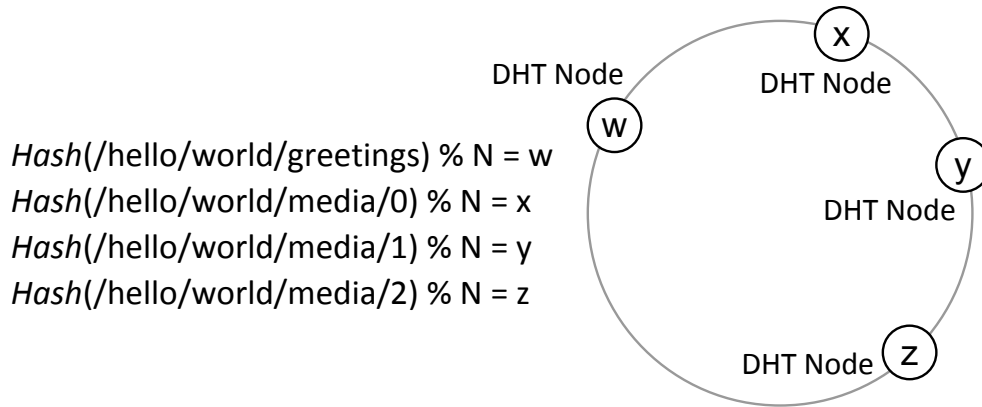 x
DHT Node
DHT Node
w
Hash(/hello/world/greetings) % N = w
y
Hash(/hello/world/media/0) % N = x
DHT Node
Hash(/hello/world/media/1) % N = y
Hash(/hello/world/media/2) % N = z
DHT Node
z